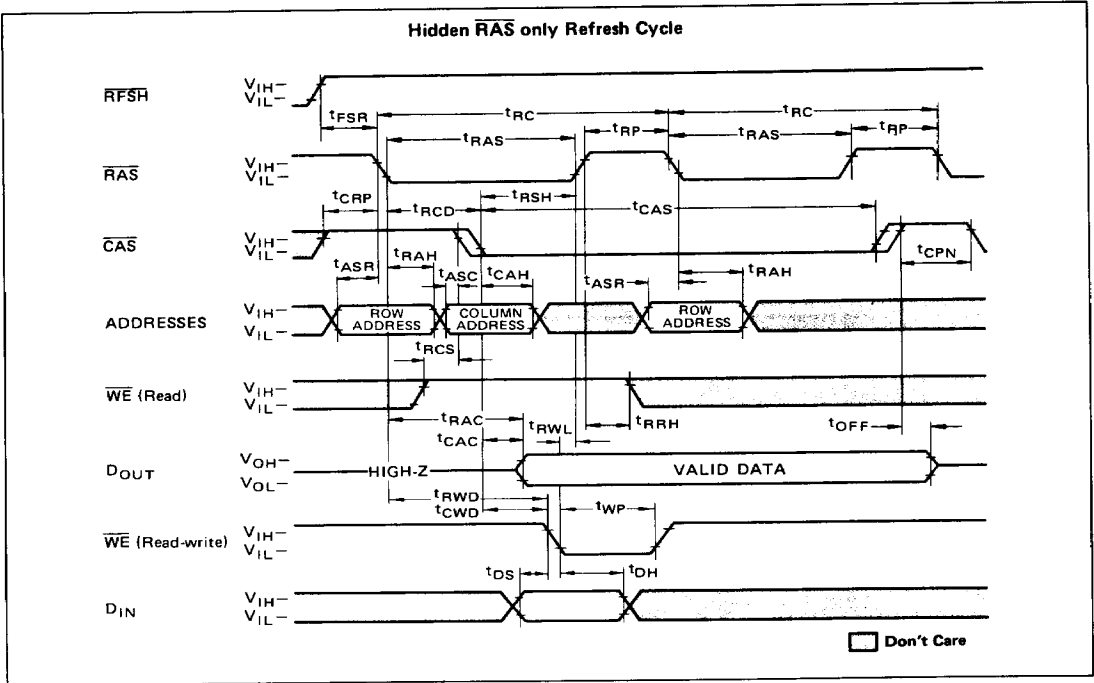 Hidden RAS only Refresh Cycle
RFSH VIH– VIL–
tFSR tRC tRC
tRAS tRP tRAS tRP
RAS VIH– VIL–
tCRP tRCD tRSH tCAS
CAS VIH– VIL–
tCPN
tASR tRAH tASC tCAH tASR tRAH
ADDRESSES VIH– VIL–
ROW ADDRESS
COLUMN ADDRESS
ROW ADDRESS
tRCS
WE (Read) VIH– VIL–
tRAC tRWL tRRH tOFF
tCAC
DOUT VOH– VOL–
HIGH-Z VALID DATA
tRWD
tCWD tWP
WE (Read-write) VIH– VIL–
tDS tDH
DIN VIH– VIL–
Don't Care